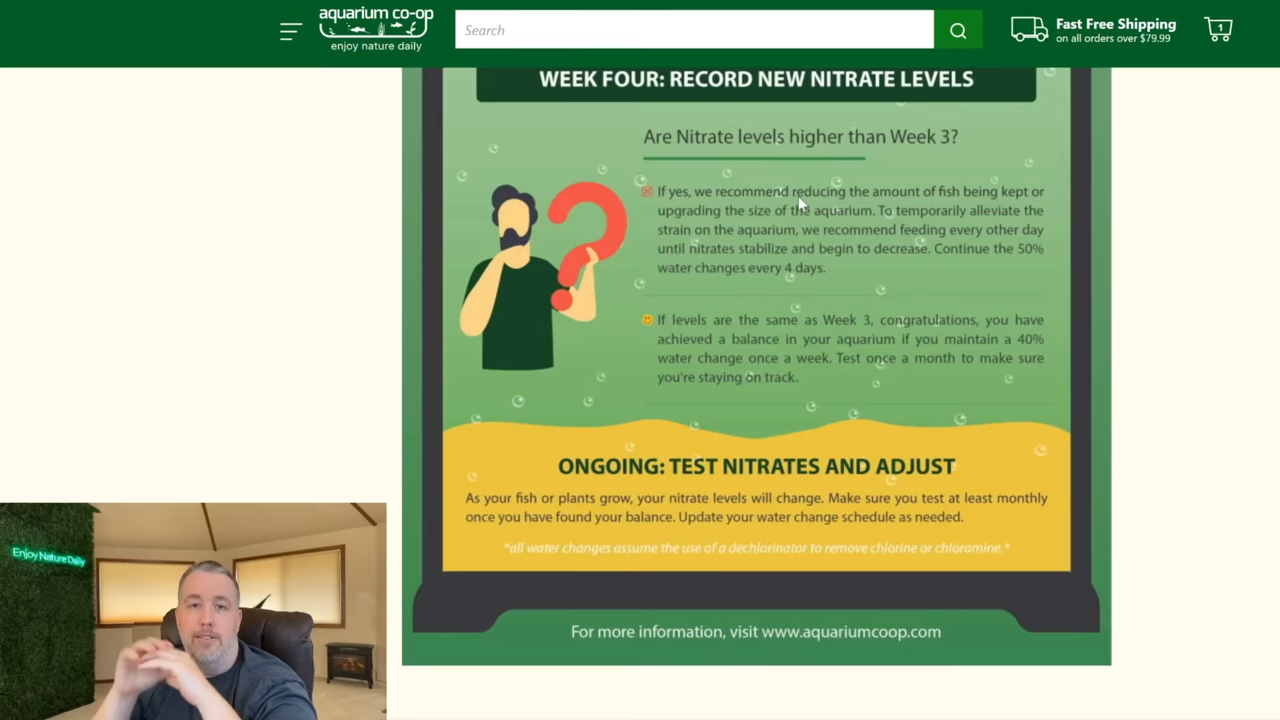 aquarium co-op
enjoy nature daily
Search
Fast Free Shipping
on all orders over $79.99
1
WEEK FOUR: RECORD NEW NITRATE LEVELS
Are Nitrate levels higher than Week 3?
If yes, we recommend reducing the amount of fish being kept or
upgrading the size of the aquarium. To temporarily alleviate the
strain on the aquarium, we recommend feeding every other day
until nitrates stabilize and begin to decrease. Continue the 50%
water changes every 4 days.
If levels are the same as Week 3, congratulations, you have
achieved a balance in your aquarium if you maintain a 40%
water change once a week. Test once a month to make sure
you're staying on track.
ONGOING: TEST NITRATES AND ADJUST
As your fish or plants grow, your nitrate levels will change. Make sure you test at least monthly
once you have found your balance. Update your water change schedule as needed.
*all water changes assume the use of a dechlorinator to remove chlorine or chloramine.*
For more information, visit www.aquariumcoop.com
Enjoy Nature Daily